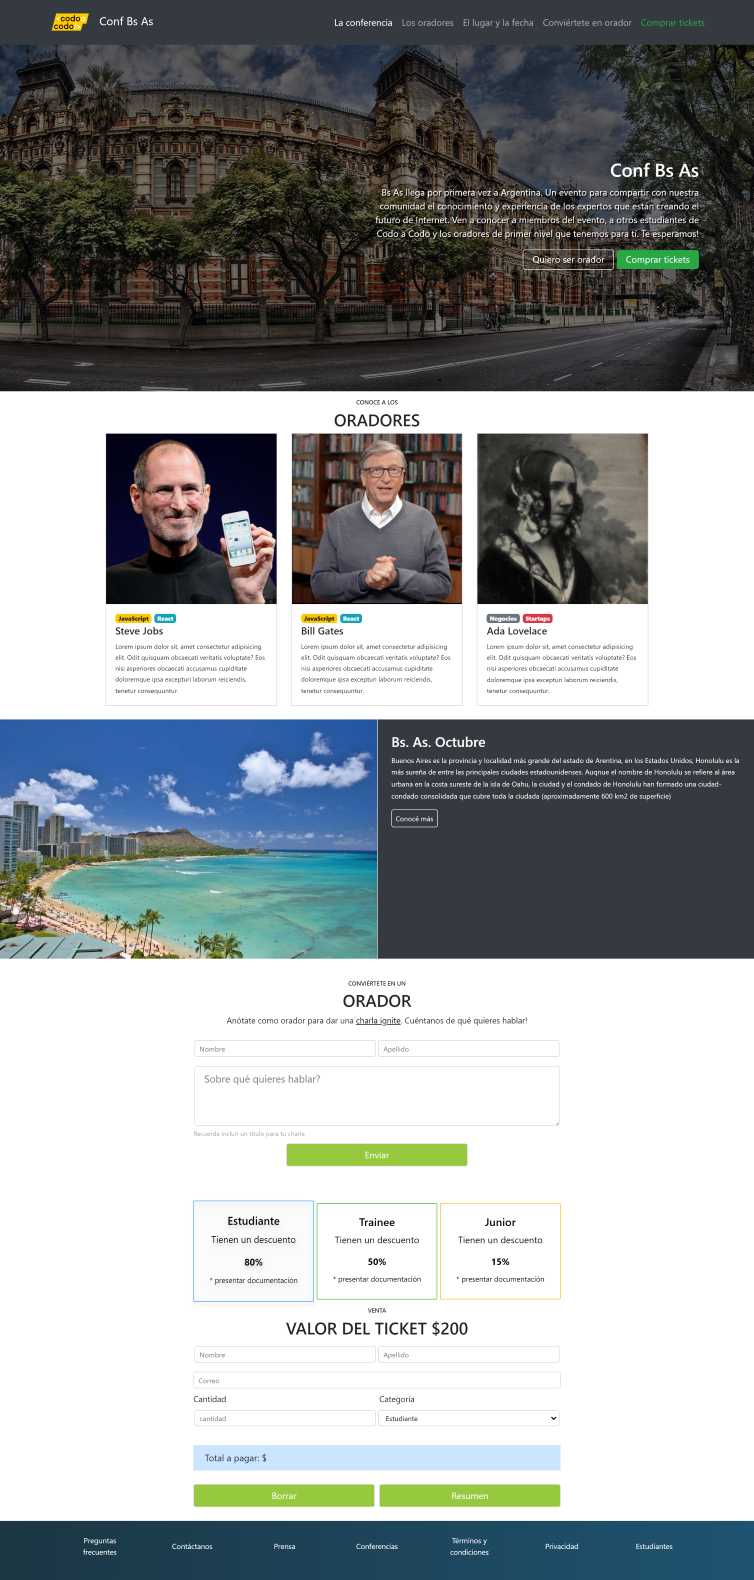 codo a
codo
Conf Bs As
La conferencia Los oradores El lugar y la fecha Conviértete en orador Comprar tickets
Conf Bs As
Bs As llega por primera vez a Argentina. Un evento para compartir con nuestra
comunidad el conocimiento y experiencia de los expertos que están creando el
futuro de Internet. Ven a conocer a miembros del evento, a otros estudiantes de
Codo a Codo y los oradores de primer nivel que tenemos para tí. Te esperamos!
Quiero ser orador Comprar tickets
CONOCE A LOS
ORADORES
JavaScript React
Steve Jobs
Lorem ipsum dolor sit, amet consectetur adipisicing
elit. Odit quisquam obcaecati veritatis voluptate? Eos
nisi asperiores obcaecati accusamus cupiditate
doloremque ipsa excepturi laborum reiciendis,
tenetur consequuntur.
JavaScript React
Bill Gates
Lorem ipsum dolor sit, amet consectetur adipisicing
elit. Odit quisquam obcaecati veritatis voluptate? Eos
nisi asperiores obcaecati accusamus cupiditate
doloremque ipsa excepturi laborum reiciendis,
tenetur consequuntur.
Negocios Startaps
Ada Lovelace
Lorem ipsum dolor sit, amet consectetur adipisicing
elit. Odit quisquam obcaecati veritatis voluptate? Eos
nisi asperiores obcaecati accusamus cupiditate
doloremque ipsa excepturi laborum reiciendis,
tenetur consequuntur.
Bs. As. Octubre
Buenos Aires es la provincia y localidad más grande del estado de Arentina, en los Estados Unidos, Honolulu es la
más sureña de entre las principales ciudades estadounidenses. Auqnue el nombre de Honolulu se refiere al área
urbana en la costa sureste de la isla de Oahu, la ciudad y el condado de Honolulu han formado una ciudad-
condado consolidada que cubre toda la ciudada (aproximadamente 600 km2 de superficie)
Conocé más
CONVIÉRTETE EN UN
ORADOR
Anótate como orador para dar una charla ignite. Cuéntanos de qué quieres hablar!
Nombre Apellido
Sobre qué quieres hablar?
Recuerda incluir un título para tu charla
Enviar
Estudiante
Tienen un descuento
80%
* presentar documentación
Trainee
Tienen un descuento
50%
* presentar documentación
Junior
Tienen un descuento
15%
* presentar documentación
VENTA
VALOR DEL TICKET $200
Nombre Apellido
Correo
Cantidad Categoría
cantidad Estudiante
Total a pagar: $
Borrar Resumen
Preguntas
frecuentes
Contáctanos
Prensa
Conferencias
Términos y
condiciones
Privacidad
Estudiantes